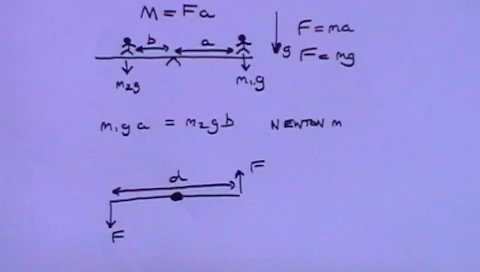 M = Fa
F = ma
b a
g F = mg
m2g m1g
m1ga = m2gb NEWTON m
d
F
F